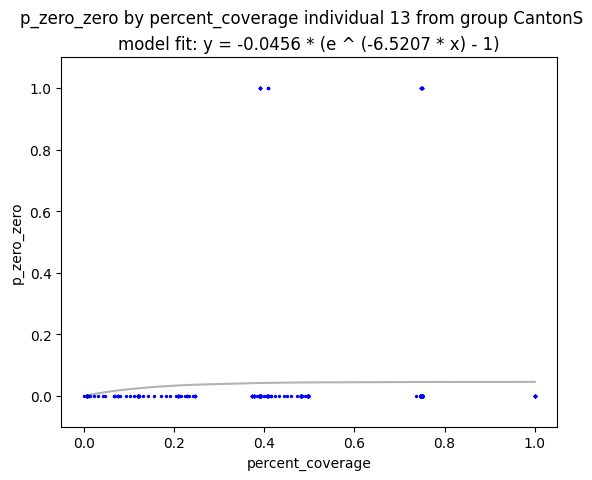 p_zero_zero by percent_coverage individual 13 from group CantonS
model fit: y = -0.0456 * (e ^ (-6.5207 * x) - 1)
1.0
0.8
0.6
0.4
0.2
0.0
p_zero_zero
0.0 0.2 0.4 0.6 0.8 1.0
percent_coverage